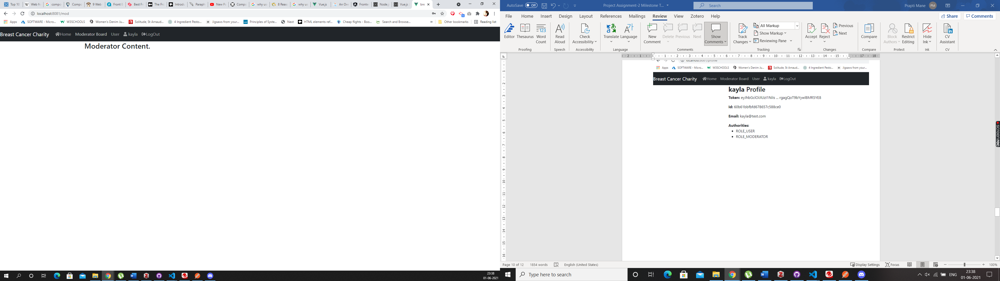 Top 10
Web fr
comp
Comp
9 Web
Front E
Best Fr
The Fro
Introdu
Paraph
New Pa
Compo
why us
8 Reaso
why us
Vue.js
An Ove
Fronte
Node.js
Vue.js
bre
localhost:8081/mod
Apps
SOFTWARE - Micro...
W3SCHOOLS
Women's Denim Ju...
Solitude, St Arnaud...
4 Ingredient Pesto...
Jigsaws from your...
Principles of Syste...
Next
HTML elements ref...
Cheap flights - Boo...
Search and Browse...
»
Other bookmarks
Reading list
Breast Cancer Charity Home Moderator Board User kayla LogOut
Moderator Content.
23:38
01-06-2021
AutoSave Off
Project Assignment-2 Milestone T...
Search
Prapti Mane PM
File Home Insert Design Layout References Mailings Review View Zotero Help
Share Comments
Editor Thesaurus Word Count
Proofing
Read Aloud
Speech
Check Accessibility
Accessibility
Translate Language
Language
New Comment Delete Previous Next Show Comments
Comments
Track Changes
All Markup
Show Markup
Reviewing Pane
Tracking
Accept Reject
Previous
Next
Changes
Compare
Compare
Block Authors Restrict Editing
Protect
Hide Ink
Ink
CV Assistant
CV
localhost:8081/profile
Apps SOFTWARE - Micro... W3SCHOOLS Women's Denim Ju... Solitude, St Arnaud... 4 Ingredient Pesto... Jigsaws from your...
Breast Cancer Charity Home Moderator Board User kayla LogOut
kayla Profile
Token: eyJhbGciOiJIUzI1NiIs ... rgagQoT9bYywl8MR5YE8
Id: 60b61bbfbfd678657c588ce0
Email: kayla@test.com
Authorities:
ROLE_USER
ROLE_MODERATOR
screenrec
Page 10 of 12 1854 words English (United States)
Display Settings Focus 100%
Type here to search
ENG
23:38
01-06-2021